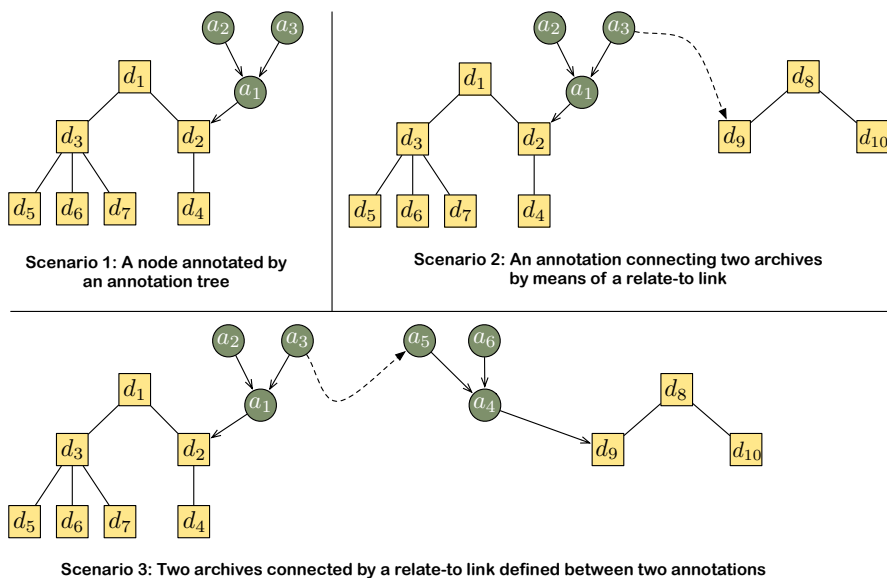 a2 a3
d1 a1
d3 d2
d5 d6 d7 d4
Scenario 1: A node annotated by
an annotation tree
a2 a3
d1 a1 d8
d3 d2 d9 d10
d5 d6 d7 d4
Scenario 2: An annotation connecting two archives
by means of a relate-to link
a2 a3 a5 a6
d1 a1 a4 d8
d3 d2 d9 d10
d5 d6 d7 d4
Scenario 3: Two archives connected by a relate-to link defined between two annotations